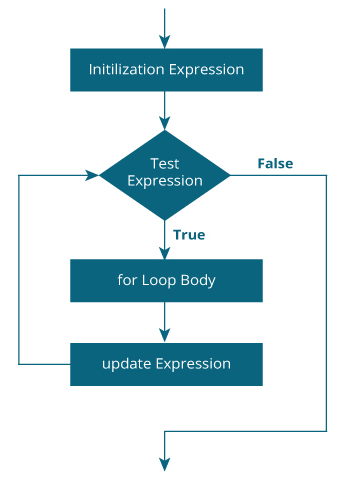 Initilization Expression
Test
Expression
False
True
for Loop Body
update Expression